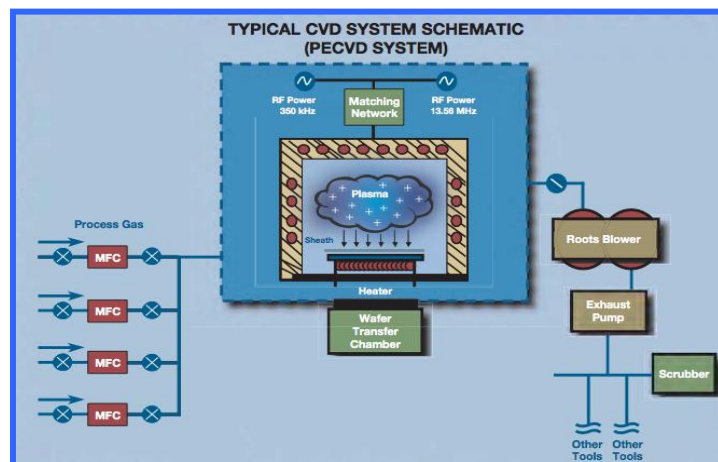 TYPICAL CVD SYSTEM SCHEMATIC
(PECVD SYSTEM)
RF Power
350 kHz
Matching
Network
RF Power
13.56 MHz
Plasma
Sheath
Heater
Wafer
Transfer
Chamber
Process Gas
MFC
MFC
MFC
MFC
Roots Blower
Exhaust
Pump
Scrubber
Other
Tools
Other
Tools